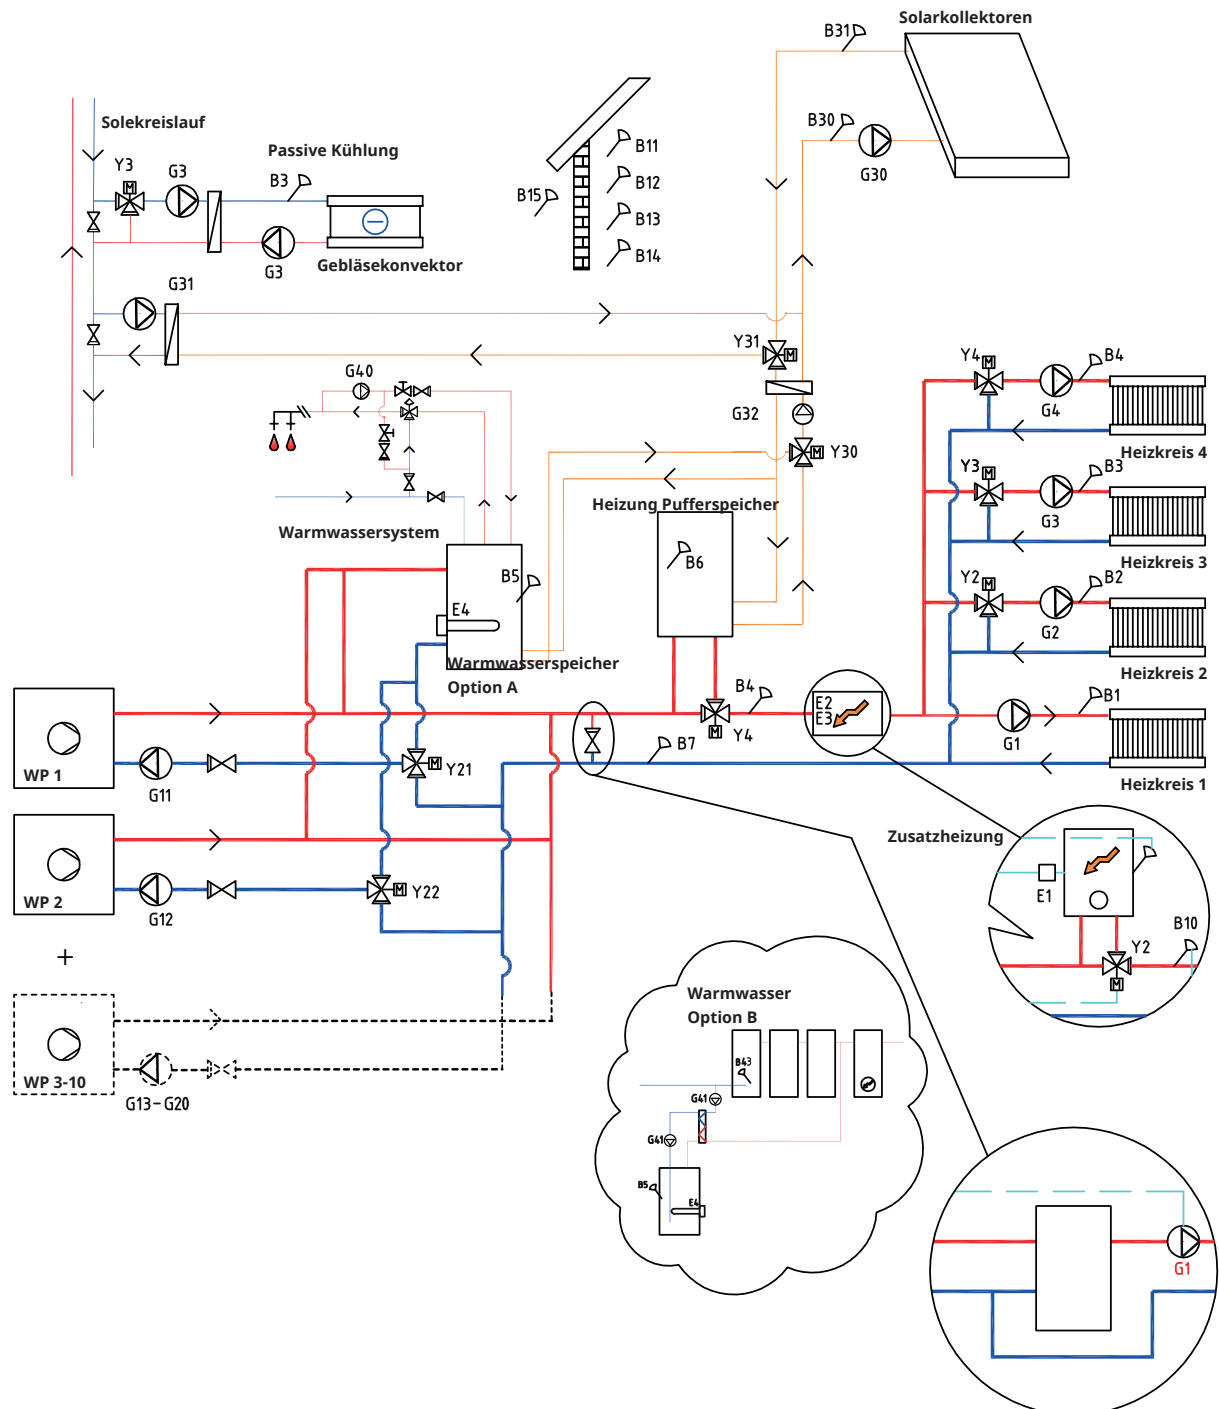 Solarkollektoren
B31
Solekreislauf
B30
G30
Passive Kühlung
Y3
G3
B3
B11
B12
B15
B13
B14
G3
Gebläsekonvektor
G31
Y31
M
G40
G32
Y30
M
Y4
M
B4
G4
Heizkreis 4
Y3
M
B3
G3
Heizkreis 3
Heizung Pufferspeicher
Warmwassersystem
B6
B5
E4
Y2
M
B2
G2
Heizkreis 2
Warmwasserspeicher
Option A
B4
E2
E3
Y4
M
B1
G1
B7
Heizkreis 1
WP 1
G11
Y21
M
Zusatzheizung
E1
WP 2
G12
Y22
M
+
B10
Y2
M
WP 3-10
G13-G20
Warmwasser
Option B
B43
G41
G41
B5
E4
G1